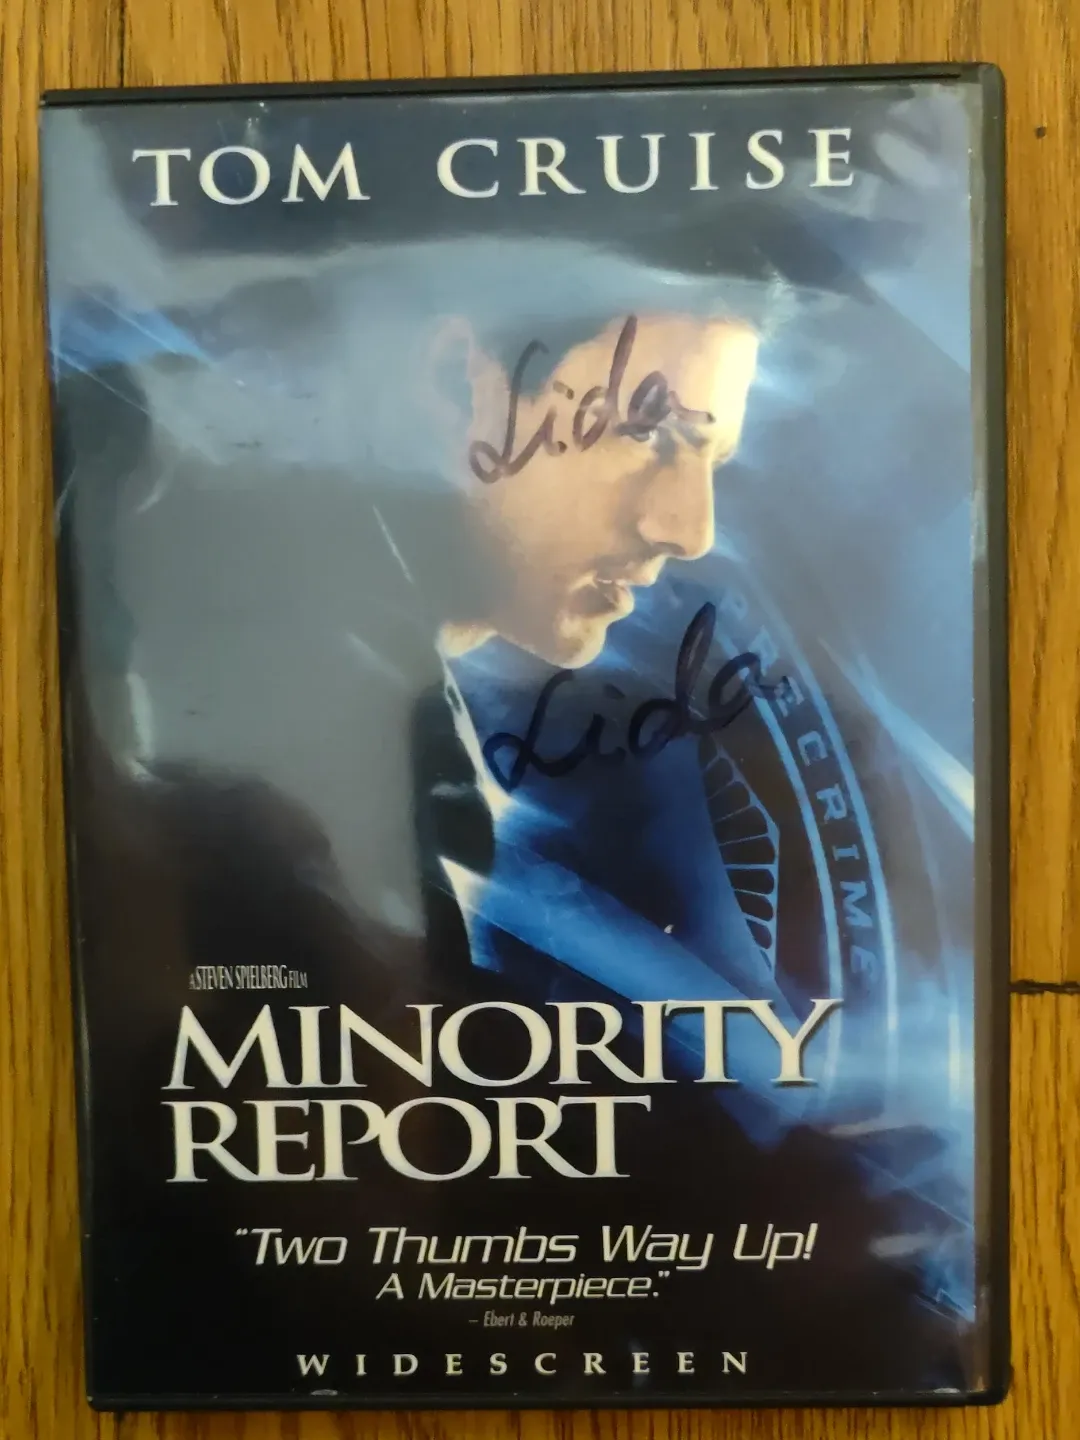 TOM CRUISE
Lida
Lida
PRECRIME
A STEVEN SPIELBERG FILM
MINORITY
REPORT
"Two Thumbs Way Up!
A Masterpiece."
– Ebert & Roeper
WIDESCREEN